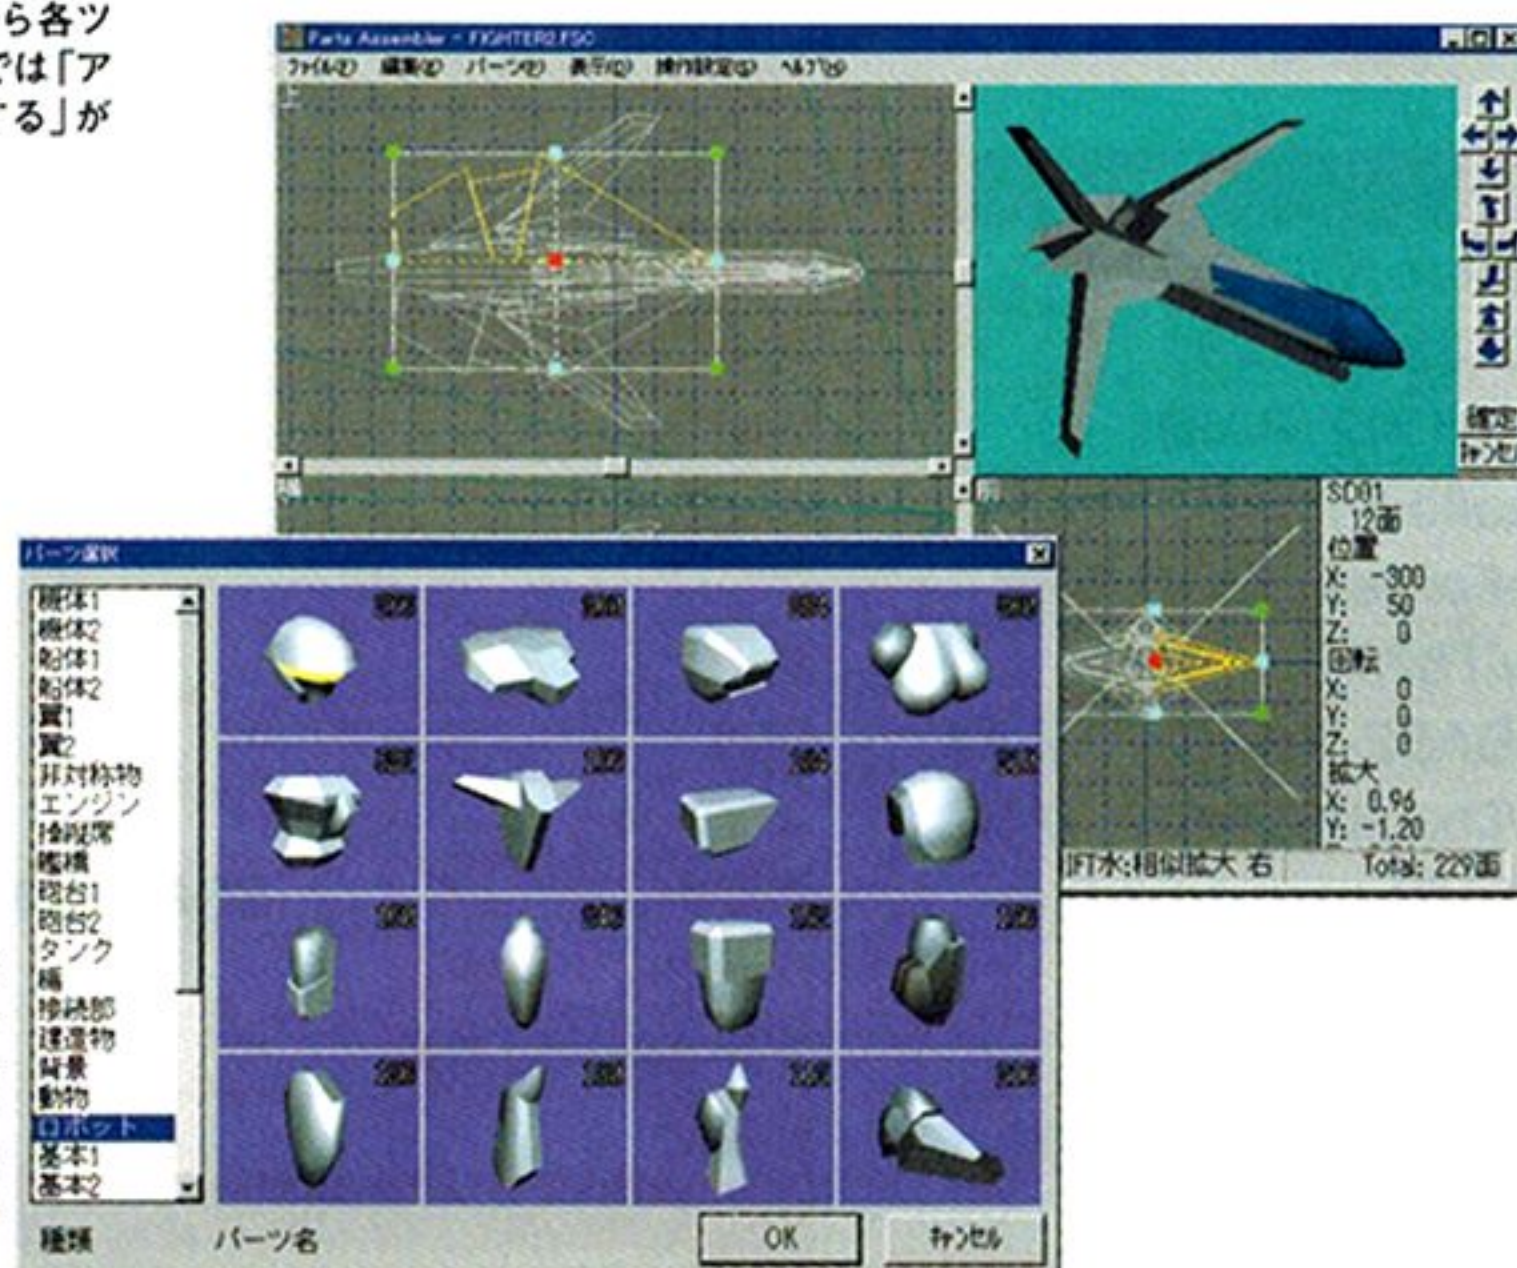 ら各ツ
では「ア
する」が
Parts Assembler - FIGHTER2.FSC
ファイル(F) 編集(E) パーツ(P) 表示(D) 操作設定(S) ヘルプ(H)
上
確定
キャンセル
SD01
12面
位置
X: -300
Y: 50
Z: 0
回転
X: 0
Y: 0
Z: 0
拡大
X: 0.96
Y: -1.20
IFT水:相似拡大 右
Total: 229面
パーツ選択
機体1
機体2
船体1
船体2
翼1
翼2
非対称物
エンジン
操縦席
艦橋
砲台1
砲台2
タンク
接続部
建造物
背景
動物
ロボット
基本1
基本2
種類
パーツ名
OK
キャンセル